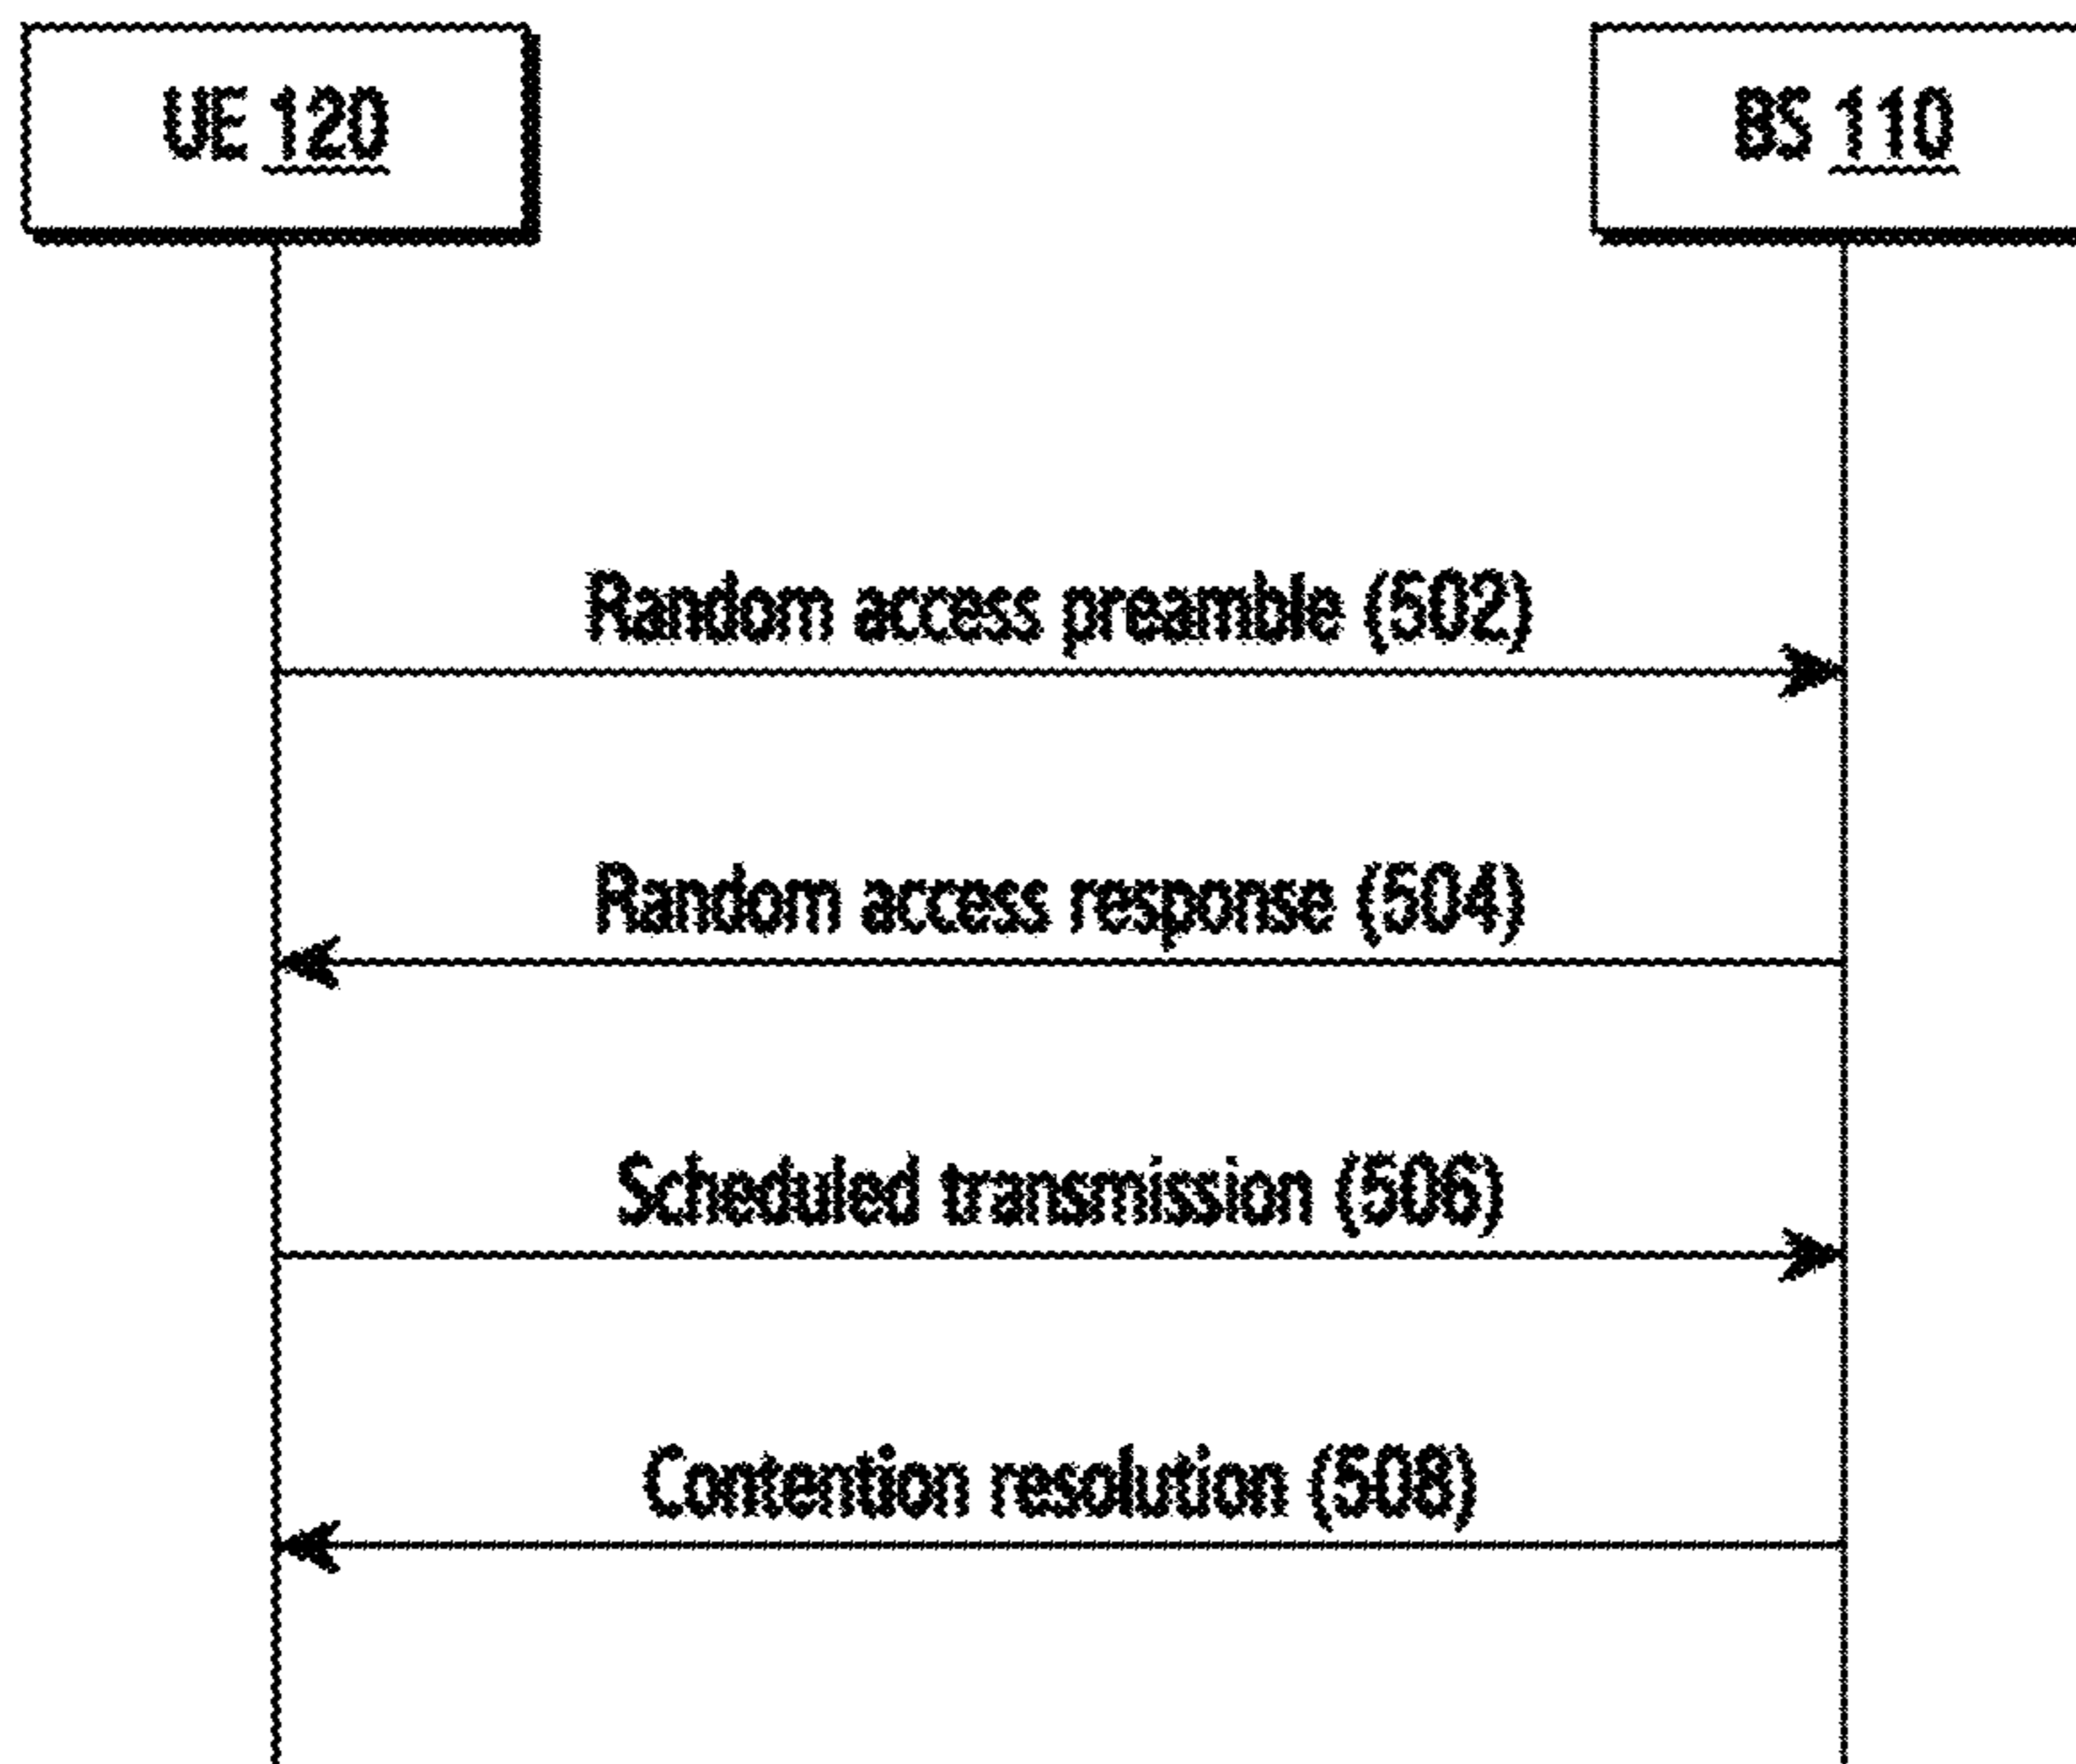 UE 120
BS 110
Random access preamble (502)
Random access response (504)
Scheduled transmission (506)
Contention resolution (508)